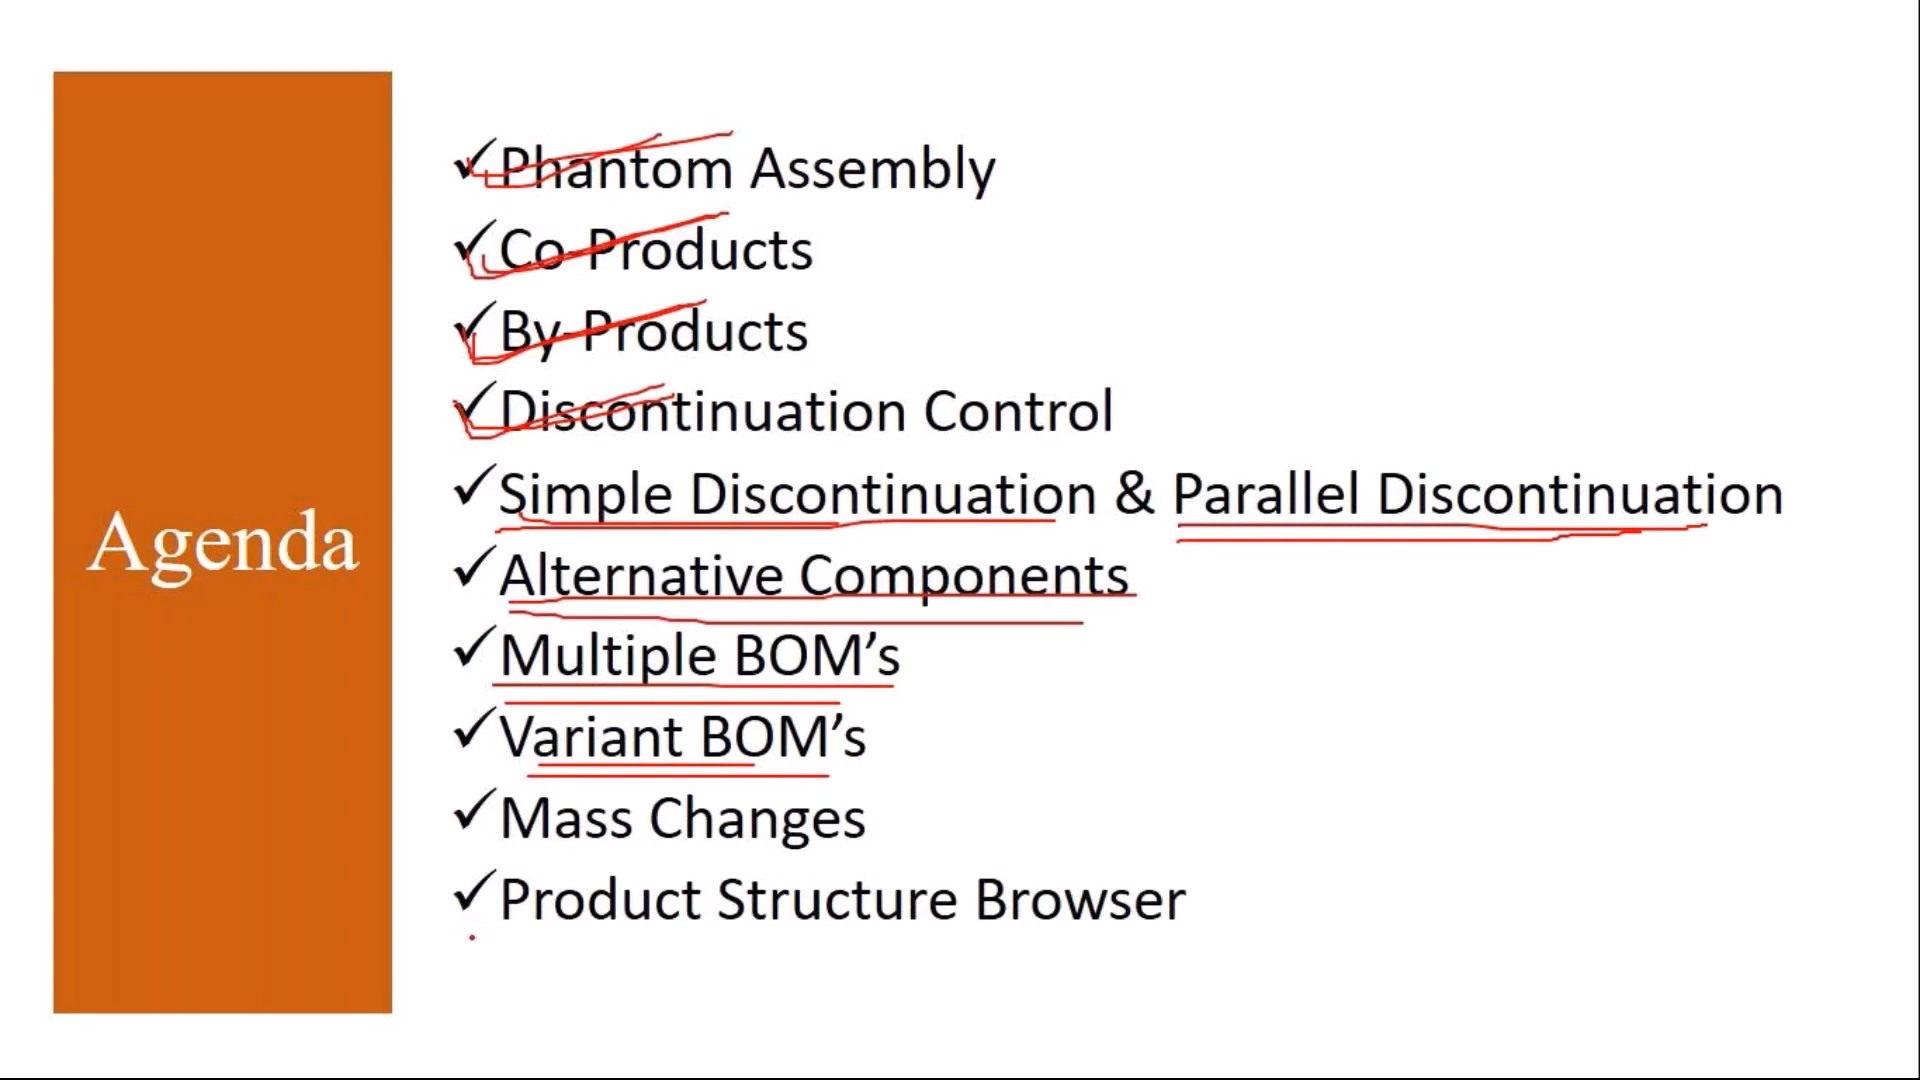 Agenda
✓Phantom Assembly
✓Co-Products
✓By-Products
✓Discontinuation Control
✓Simple Discontinuation & Parallel Discontinuation
✓Alternative Components
✓Multiple BOM’s
✓Variant BOM’s
✓Mass Changes
✓Product Structure Browser